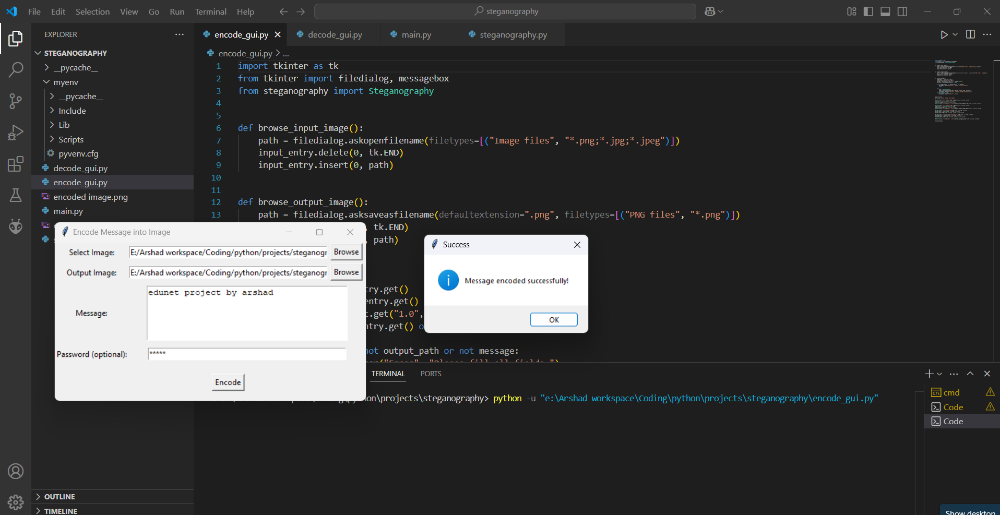 File Edit Selection View Go Run Terminal Help
steganography
EXPLORER
STEGANOGRAPHY
__pycache__
myenv
__pycache__
Include
Lib
Scripts
pyvenv.cfg
decode_gui.py
encode_gui.py
encoded image.png
main.py
OUTLINE
TIMELINE
encode_gui.py
decode_gui.py
main.py
steganography.py
encode_gui.py > ...
1 import tkinter as tk
2 from tkinter import filedialog, messagebox
3 from steganography import Steganography
4
5
6 def browse_input_image():
7 path = filedialog.askopenfilename(filetypes=[("Image files", "*.png;*.jpg;*.jpeg")])
8 input_entry.delete(0, tk.END)
9 input_entry.insert(0, path)
10
11
12 def browse_output_image():
13 path = filedialog.asksaveasfilename(defaultextension=".png", filetypes=[("PNG files", "*.png")])
, tk.END)
, path)
try.get()
entry.get()
t.get("1.0",
ntry.get() o
not output_path or not message:
"Error", "Please fill all fields.")
Encode Message into Image
Select Image: E:/Arshad workspace/Coding/python/projects/steganogr Browse
Output Image: E:/Arshad workspace/Coding/python/projects/steganogr Browse
Message: edunet project by arshad
Password (optional): *****
Encode
Success
Message encoded successfully!
OK
TERMINAL PORTS
\python\projects\steganography> python -u "e:\Arshad workspace\Coding\python\projects\steganography\encode_gui.py"
cmd
Code
Code
Show desktop